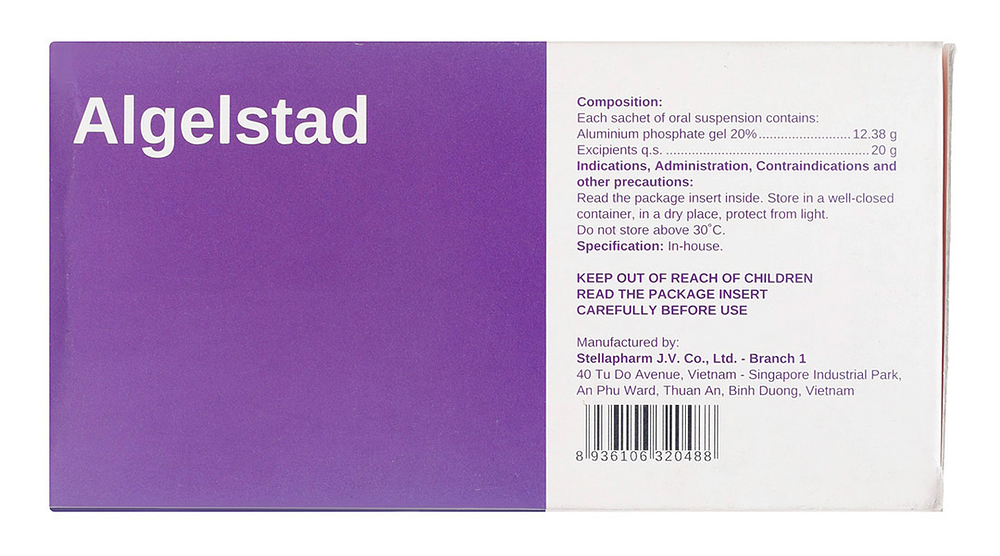 Algelstad
Composition:
Each sachet of oral suspension contains:
Aluminium phosphate gel 20%......................... 12.38 g
Excipients q.s. ...................................................... 20 g
Indications, Administration, Contraindications and
other precautions:
Read the package insert inside. Store in a well-closed
container, in a dry place, protect from light.
Do not store above 30˚C.
Specification: In-house.
KEEP OUT OF REACH OF CHILDREN
READ THE PACKAGE INSERT
CAREFULLY BEFORE USE
Manufactured by:
Stellapharm J.V. Co., Ltd. - Branch 1
40 Tu Do Avenue, Vietnam - Singapore Industrial Park,
An Phu Ward, Thuan An, Binh Duong, Vietnam
8 936106 320488